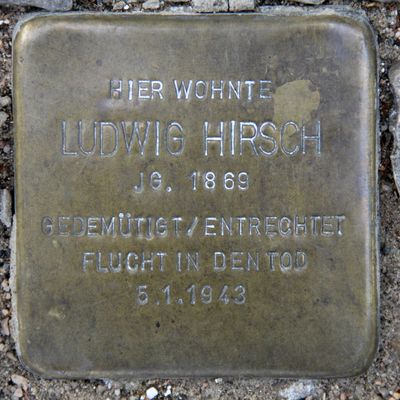 HIER WOHNTE
LUDWIG HIRSCH
JG. 1869
GEDEMÜTIGT/ENTRECHTET
FLUCHT IN DEN TOD
5.1.1943